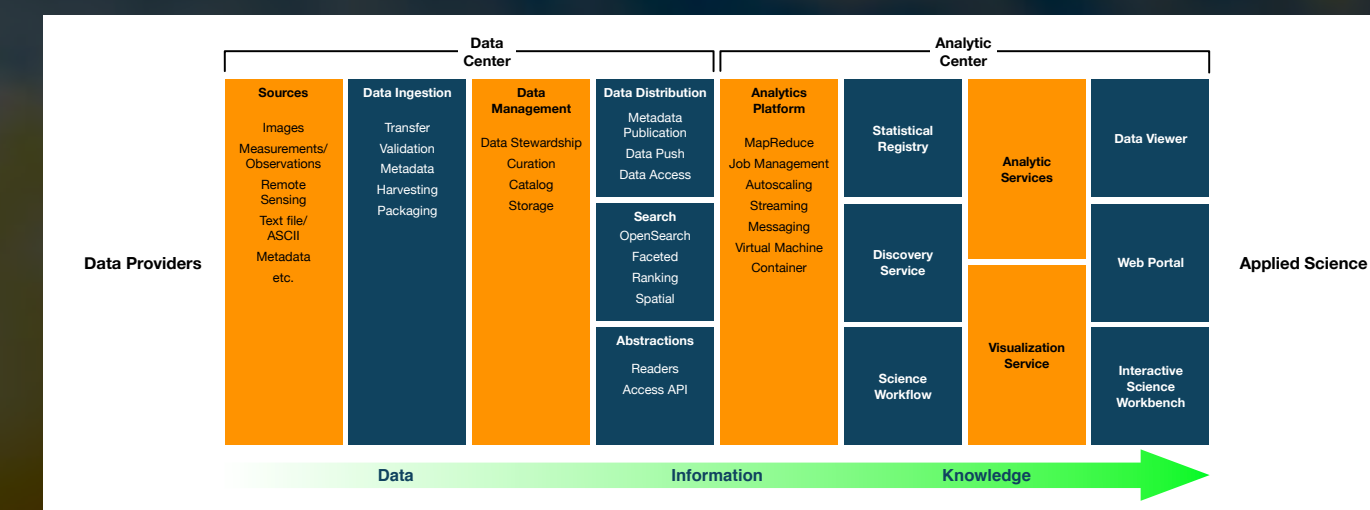 Data
Center
Analytic
Center
Data Providers
Sources
Images
Measurements/
Observations
Remote
Sensing
Text file/
ASCII
Metadata
etc.
Data Ingestion
Transfer
Validation
Metadata
Harvesting
Packaging
Data
Management
Data Stewardship
Curation
Catalog
Storage
Data Distribution
Metadata
Publication
Data Push
Data Access
Search
OpenSearch
Faceted
Ranking
Spatial
Abstractions
Readers
Access API
Analytics
Platform
MapReduce
Job Management
Autoscaling
Streaming
Messaging
Virtual Machine
Container
Statistical
Registry
Discovery
Service
Science
Workflow
Analytic
Services
Visualization
Service
Data Viewer
Web Portal
Interactive
Science
Workbench
Applied Science
Data
Information
Knowledge